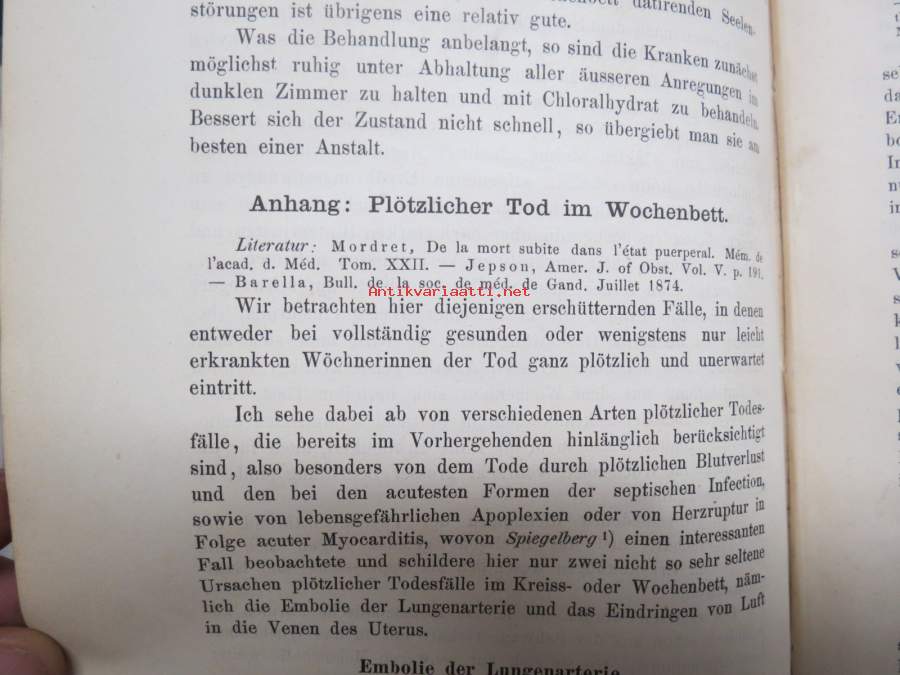 datirenden Seelen-
störungen ist übrigens eine relativ gute.
Was die Behandlung anbelangt, so sind die Kranken zunächst
möglichst ruhig unter Abhaltung aller äusseren Anregungen im
dunklen Zimmer zu halten und mit Chloralhydrat zu behandeln.
Bessert sich der Zustand nicht schnell, so übergiebt man sie am
besten einer Anstalt.
Anhang: Plötzlicher Tod im Wochenbett.
Literatur: Mordret, De la mort subite dans l'état puerperal. Mém. de
l'acad. d. Méd. Tom. XXII. — Jepson, Amer. J. of Obst. Vol. V. p. 191.
— Barella, Bull. de la soc. de méd. de Gand. Juillet 1874.
Antikvariaatti.net
Wir betrachten hier diejenigen erschütternden Fälle, in denen
entweder bei vollständig gesunden oder wenigstens nur leicht
erkrankten Wöchnerinnen der Tod ganz plötzlich und unerwartet
eintritt.
Ich sehe dabei ab von verschiedenen Arten plötzlicher Todes-
fälle, die bereits im Vorhergehenden hinlänglich berücksichtigt
sind, also besonders von dem Tode durch plötzlichen Blutverlust
und den bei den acutesten Formen der septischen Infection,
sowie von lebensgefährlichen Apoplexien oder von Herzruptur in
Folge acuter Myocarditis, wovon Spiegelberg ¹) einen interessanten
Fall beobachtete und schildere hier nur zwei nicht so sehr seltene
Ursachen plötzlicher Todesfälle im Kreiss- oder Wochenbett, näm-
lich die Embolie der Lungenarterie und das Eindringen von Luft
in die Venen des Uterus.
Embolie der Lungenarterie